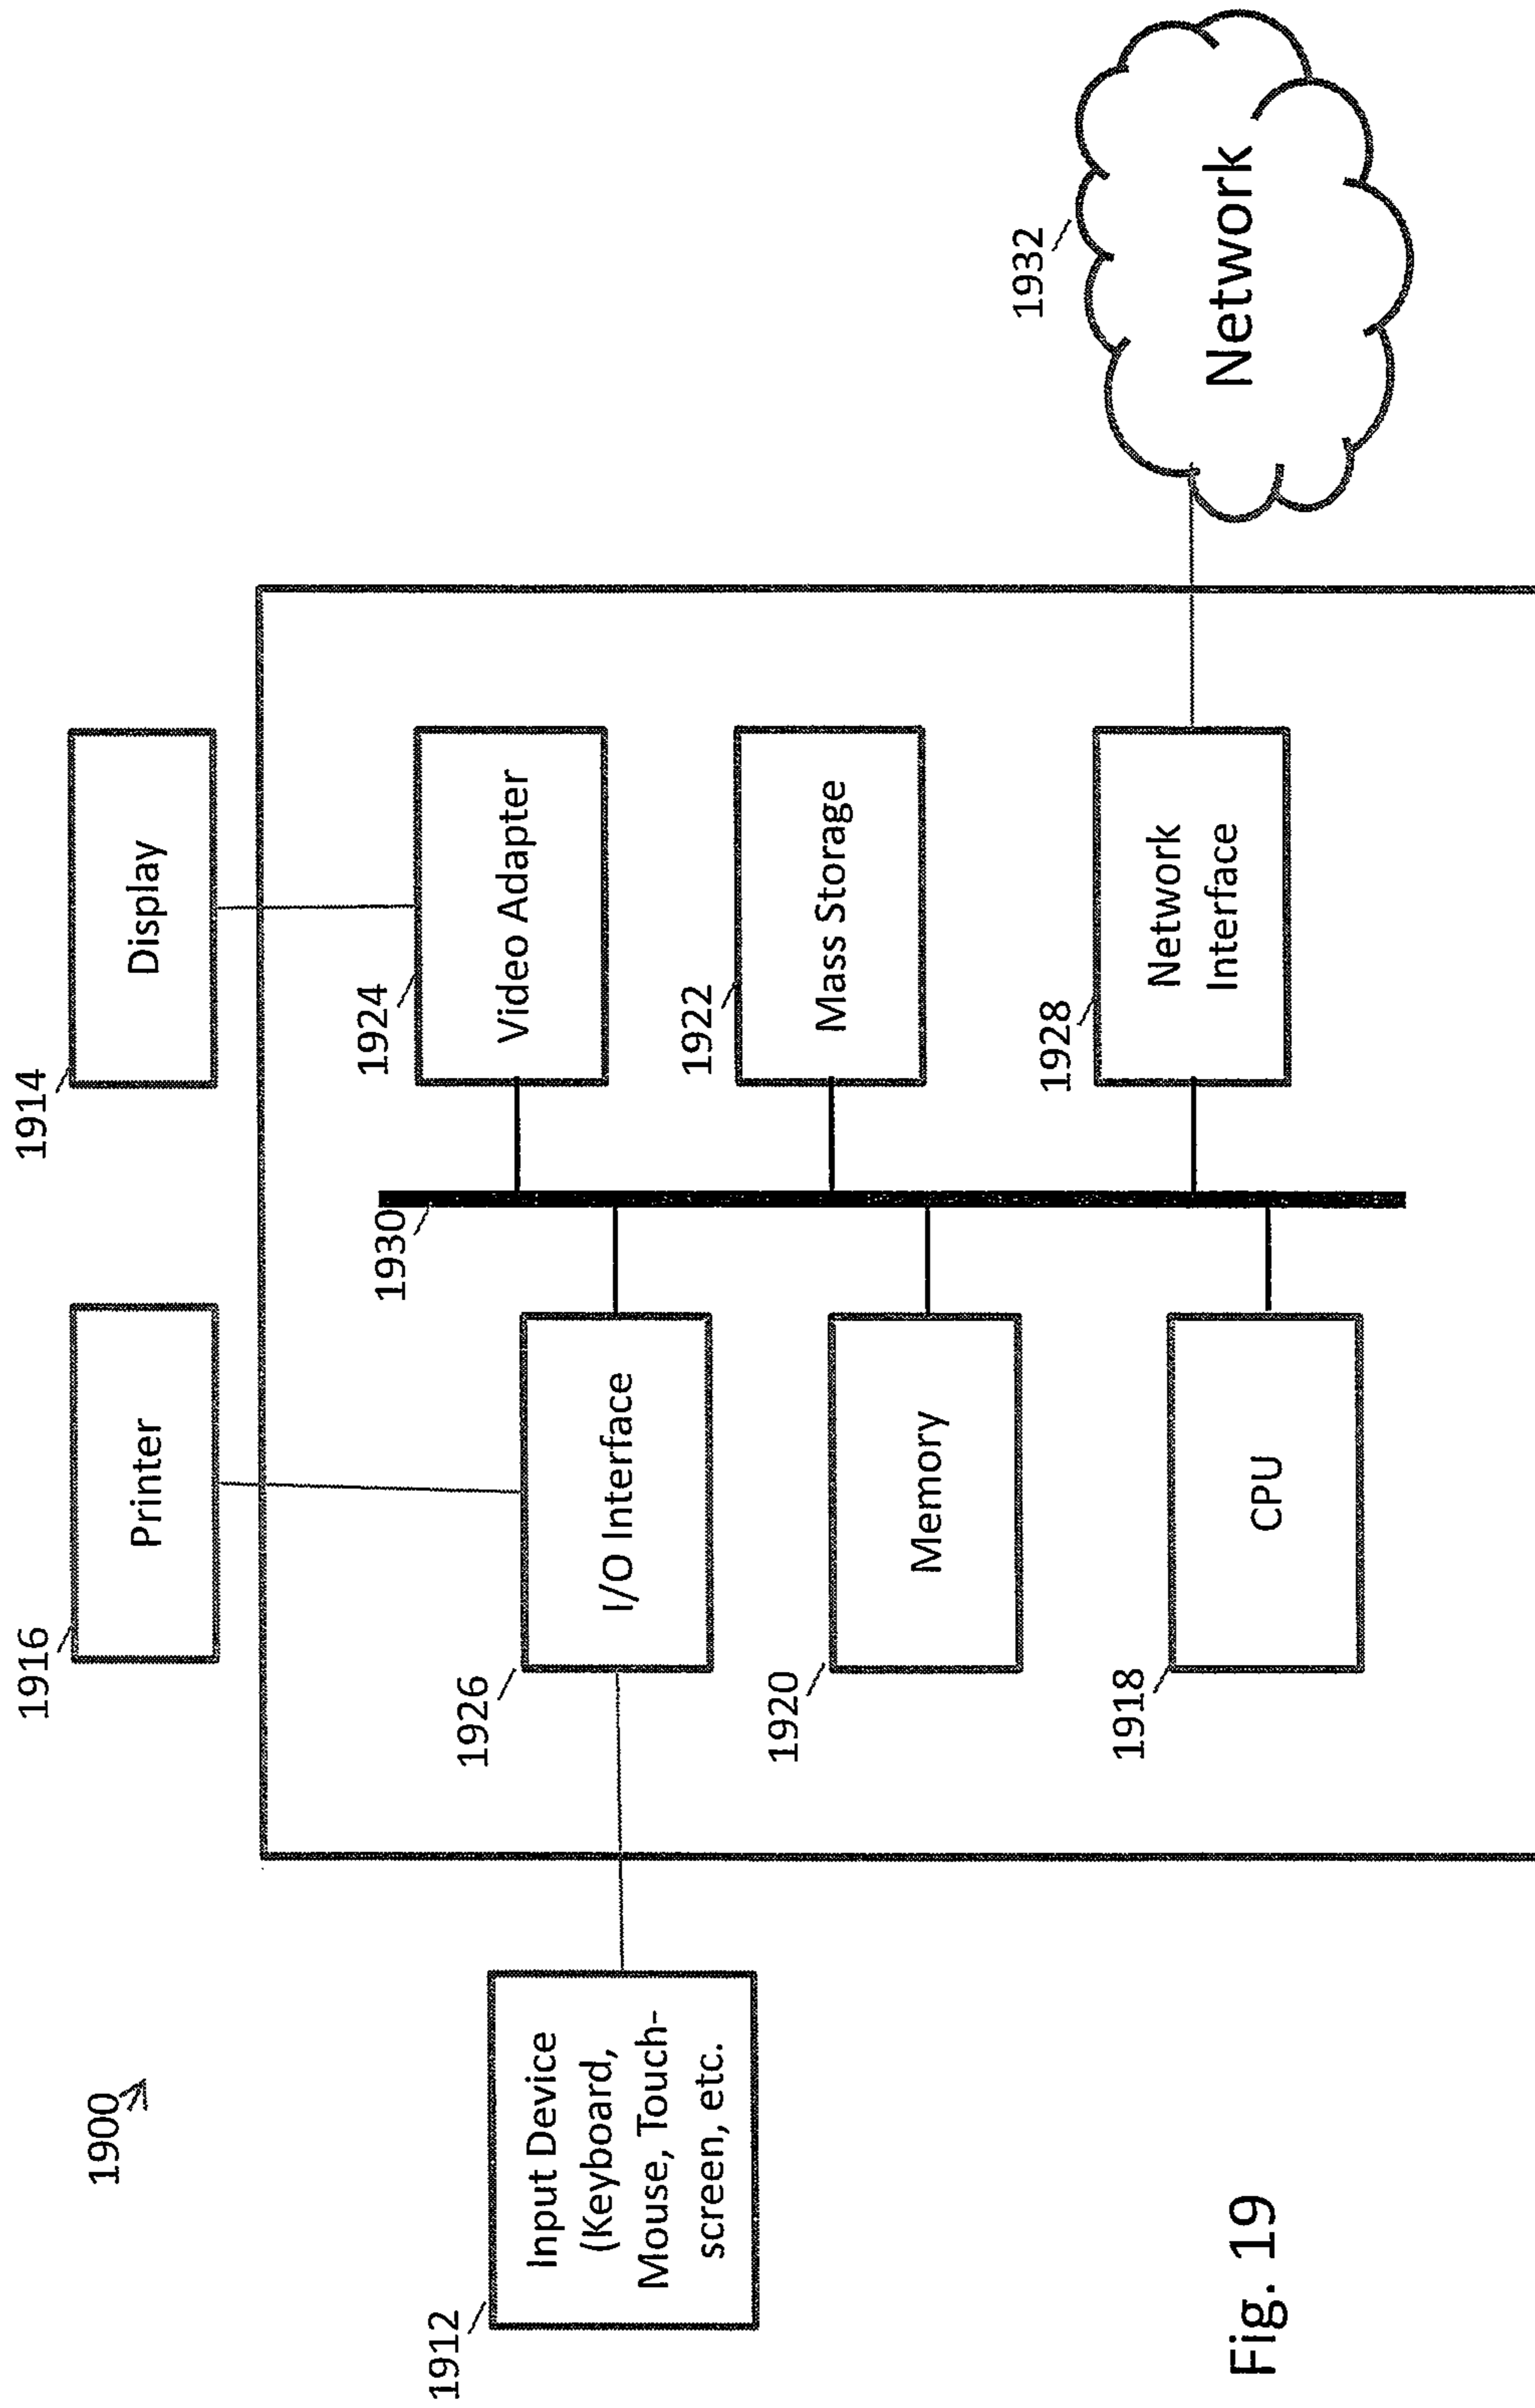 1900
1916
Printer
1914
Display
1912
Input Device
(Keyboard,
Mouse, Touch-
screen, etc.
1926
I/O Interface
1930
1924
Video Adapter
1920
Memory
1922
Mass Storage
1918
CPU
1928
Network
Interface
1932
Network
Fig. 19